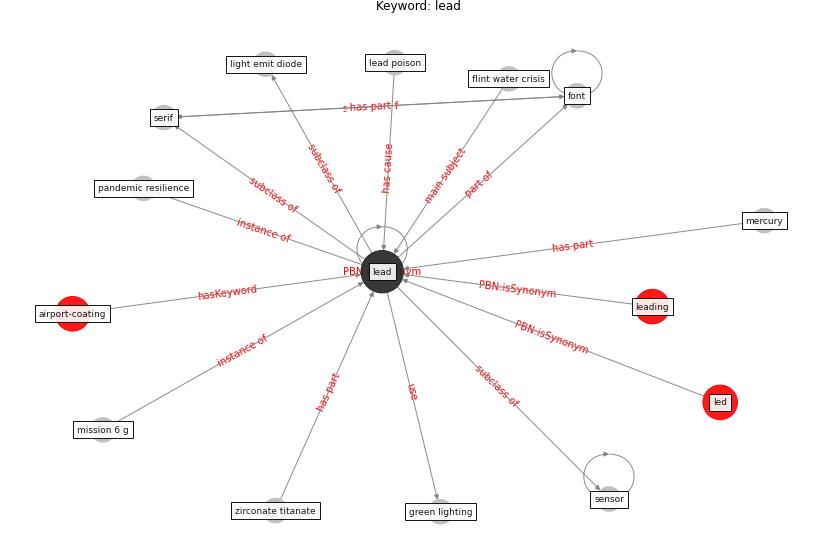 Keyword: lead
light emit diode
lead poison
flint water crisis
font
has part f
serif
subclass of
has cause
main subject
part of
subclass of
pandemic resilience
instance of
mercury
has part
lead
hasKeyword
PBN:isSynonym
leading
airport-coating
PBN:isSynonym
instance of
has part
use
subclass of
led
mission 6 g
sensor
zirconate titanate
green lighting